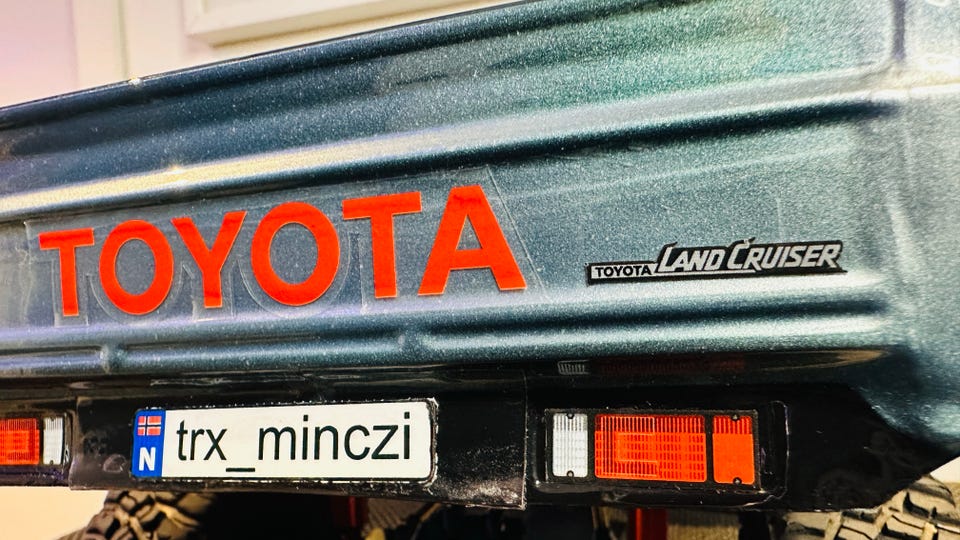 TOYOTA
TOYOTA LAND CRUISER
N trx_minczi